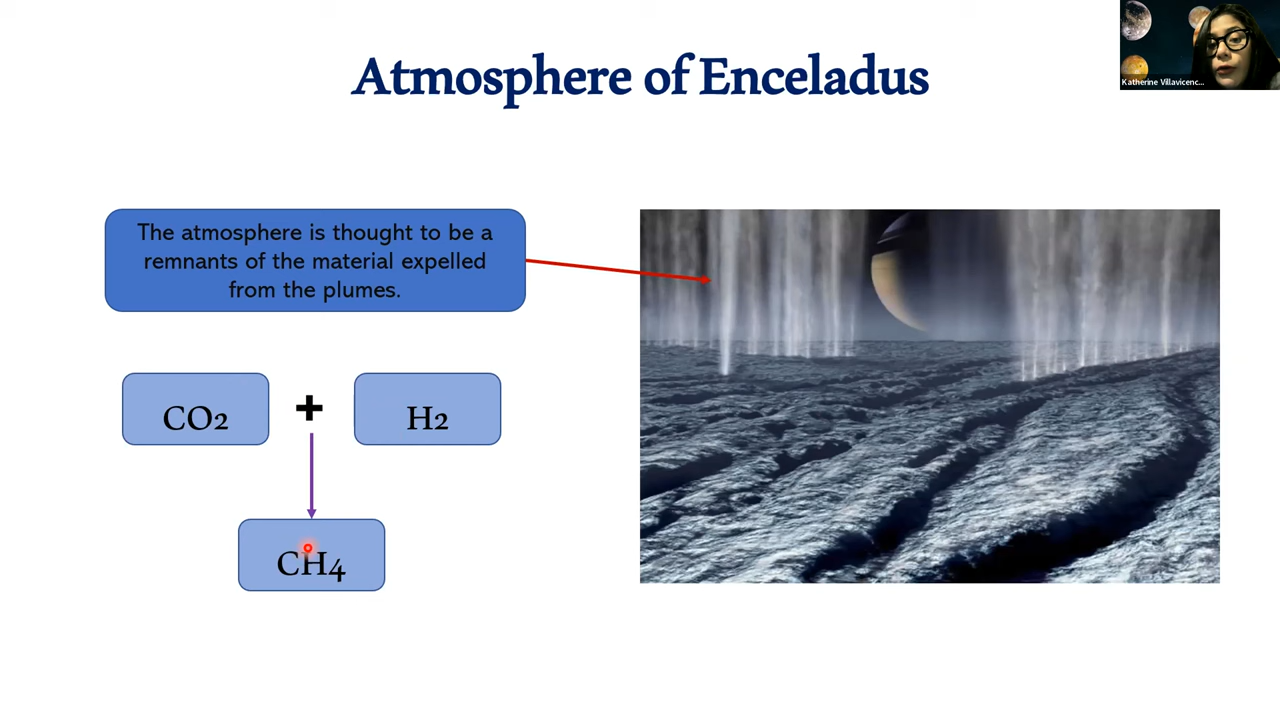 Atmosphere of Enceladus
Katherine Villavicenc...
The atmosphere is thought to be a
remnants of the material expelled
from the plumes.
CO2 + H2
CH4